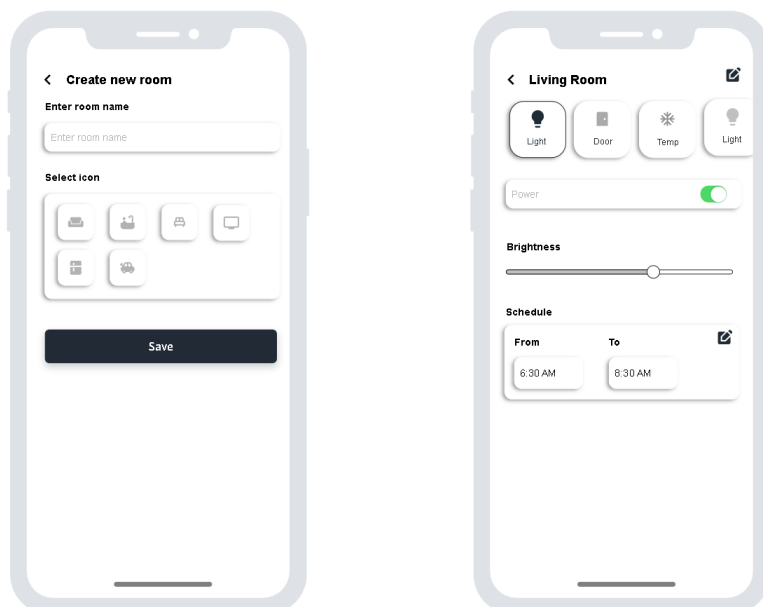 Create new room
Enter room name
Enter room name
Select icon
Save
Living Room
Light
Door
Temp
Light
Power
Brightness
Schedule
From
To
6:30 AM
8:30 AM